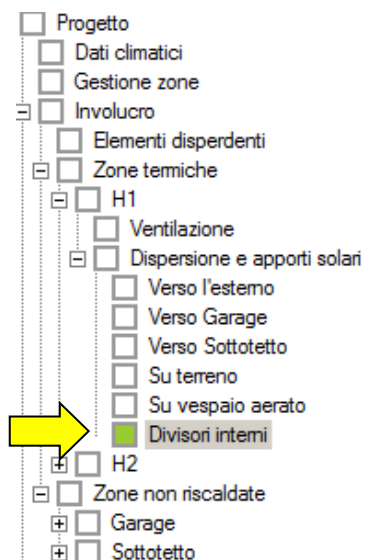 Progetto
Dati climatici
Gestione zone
Involucro
Elementi disperdenti
Zone termiche
H1
Ventilazione
Dispersione e apporti solari
Verso l'esterno
Verso Garage
Verso Sottotetto
Su terreno
Su vespaio aerato
Divisori interni
H2
Zone non riscaldate
Garage
Sottotetto